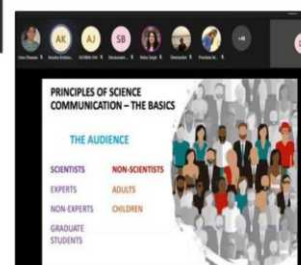 AK AJ SB
PRINCIPLES OF SCIENCE
COMMUNICATION – THE BASICS
THE AUDIENCE
SCIENTISTS NON-SCIENTISTS
EXPERTS ADULTS
NON-EXPERTS CHILDREN
GRADUATE
STUDENTS